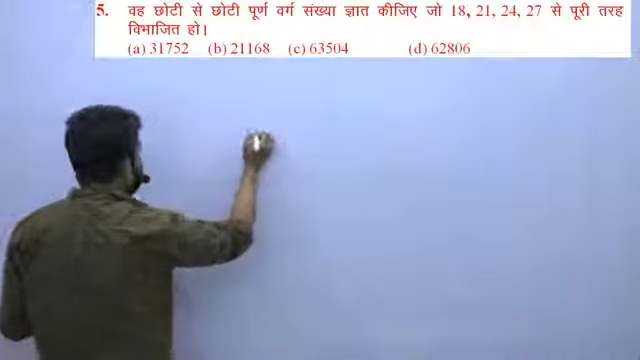 5. वह छोटी से छोटी पूर्ण वर्ग संख्या ज्ञात कीजिए जो 18, 21, 24, 27 से पूरी तरह
विभाजित हो।
(a) 31752 (b) 21168 (c) 63504 (d) 62806